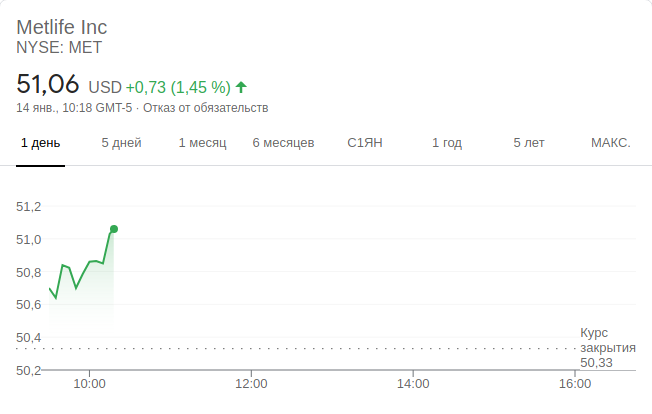 Metlife Inc
NYSE: MET
51,06 USD +0,73 (1,45 %) ↑
14 янв., 10:18 GMT-5 · Отказ от обязательств
1 день 5 дней 1 месяц 6 месяцев С1ЯН 1 год 5 лет МАКС.
51,2
51,0
50,8
50,6
50,4
Курс
закрытия
50,33
50,2
10:00 12:00 14:00 16:00